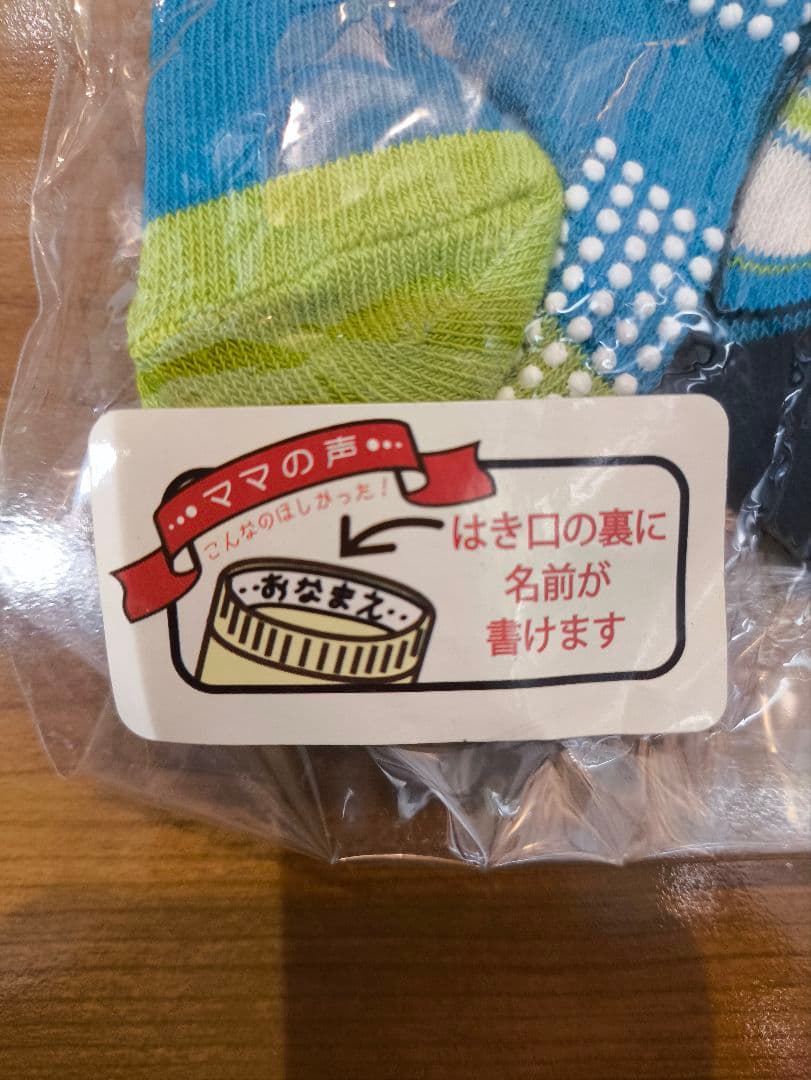 •••ママの声•••
こんなのほしかった！
はき口の裏に
名前が
書けます
••おなまえ••